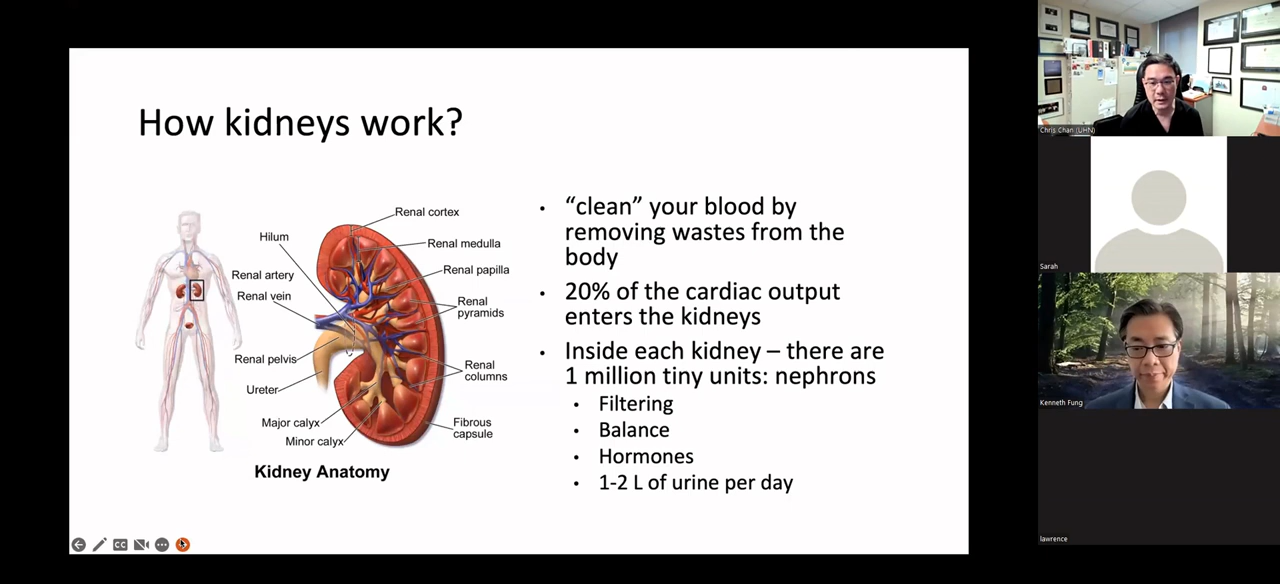 How kidneys work?
Renal cortex
Hilum
Renal medulla
Renal artery
Renal papilla
Renal vein
Renal
pyramids
Renal pelvis
Renal
columns
Ureter
Major calyx
Fibrous
capsule
Minor calyx
Kidney Anatomy
• “clean” your blood by
removing wastes from the
body
• 20% of the cardiac output
enters the kidneys
• Inside each kidney – there are
1 million tiny units: nephrons
• Filtering
• Balance
• Hormones
• 1-2 L of urine per day
CC
Chris Chan (UHN)
Sarah
Kenneth Fung
lawrence